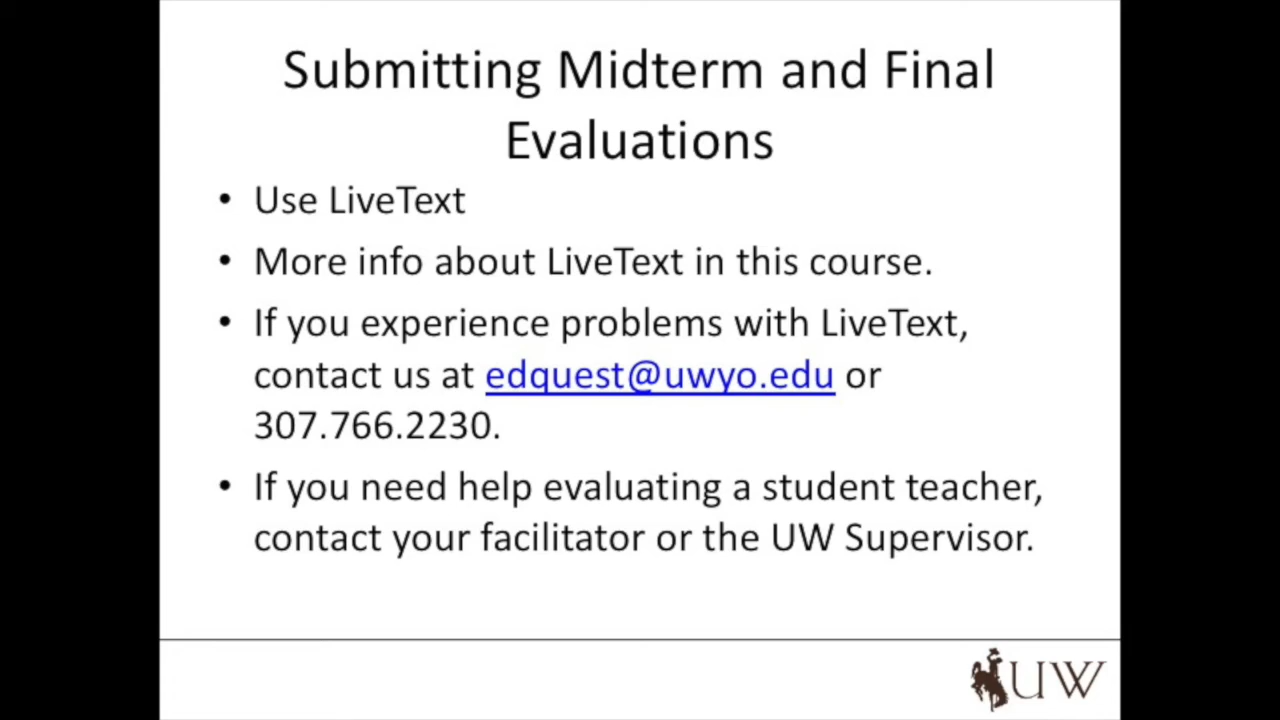 Submitting Midterm and Final
Evaluations
• Use LiveText
• More info about LiveText in this course.
• If you experience problems with LiveText,
contact us at edquest@uwyo.edu or
307.766.2230.
• If you need help evaluating a student teacher,
contact your facilitator or the UW Supervisor.
UW